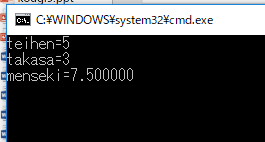 C:¥WINDOWS¥system32¥cmd.exe
teihen=5
takasa=3
menseki=7.500000